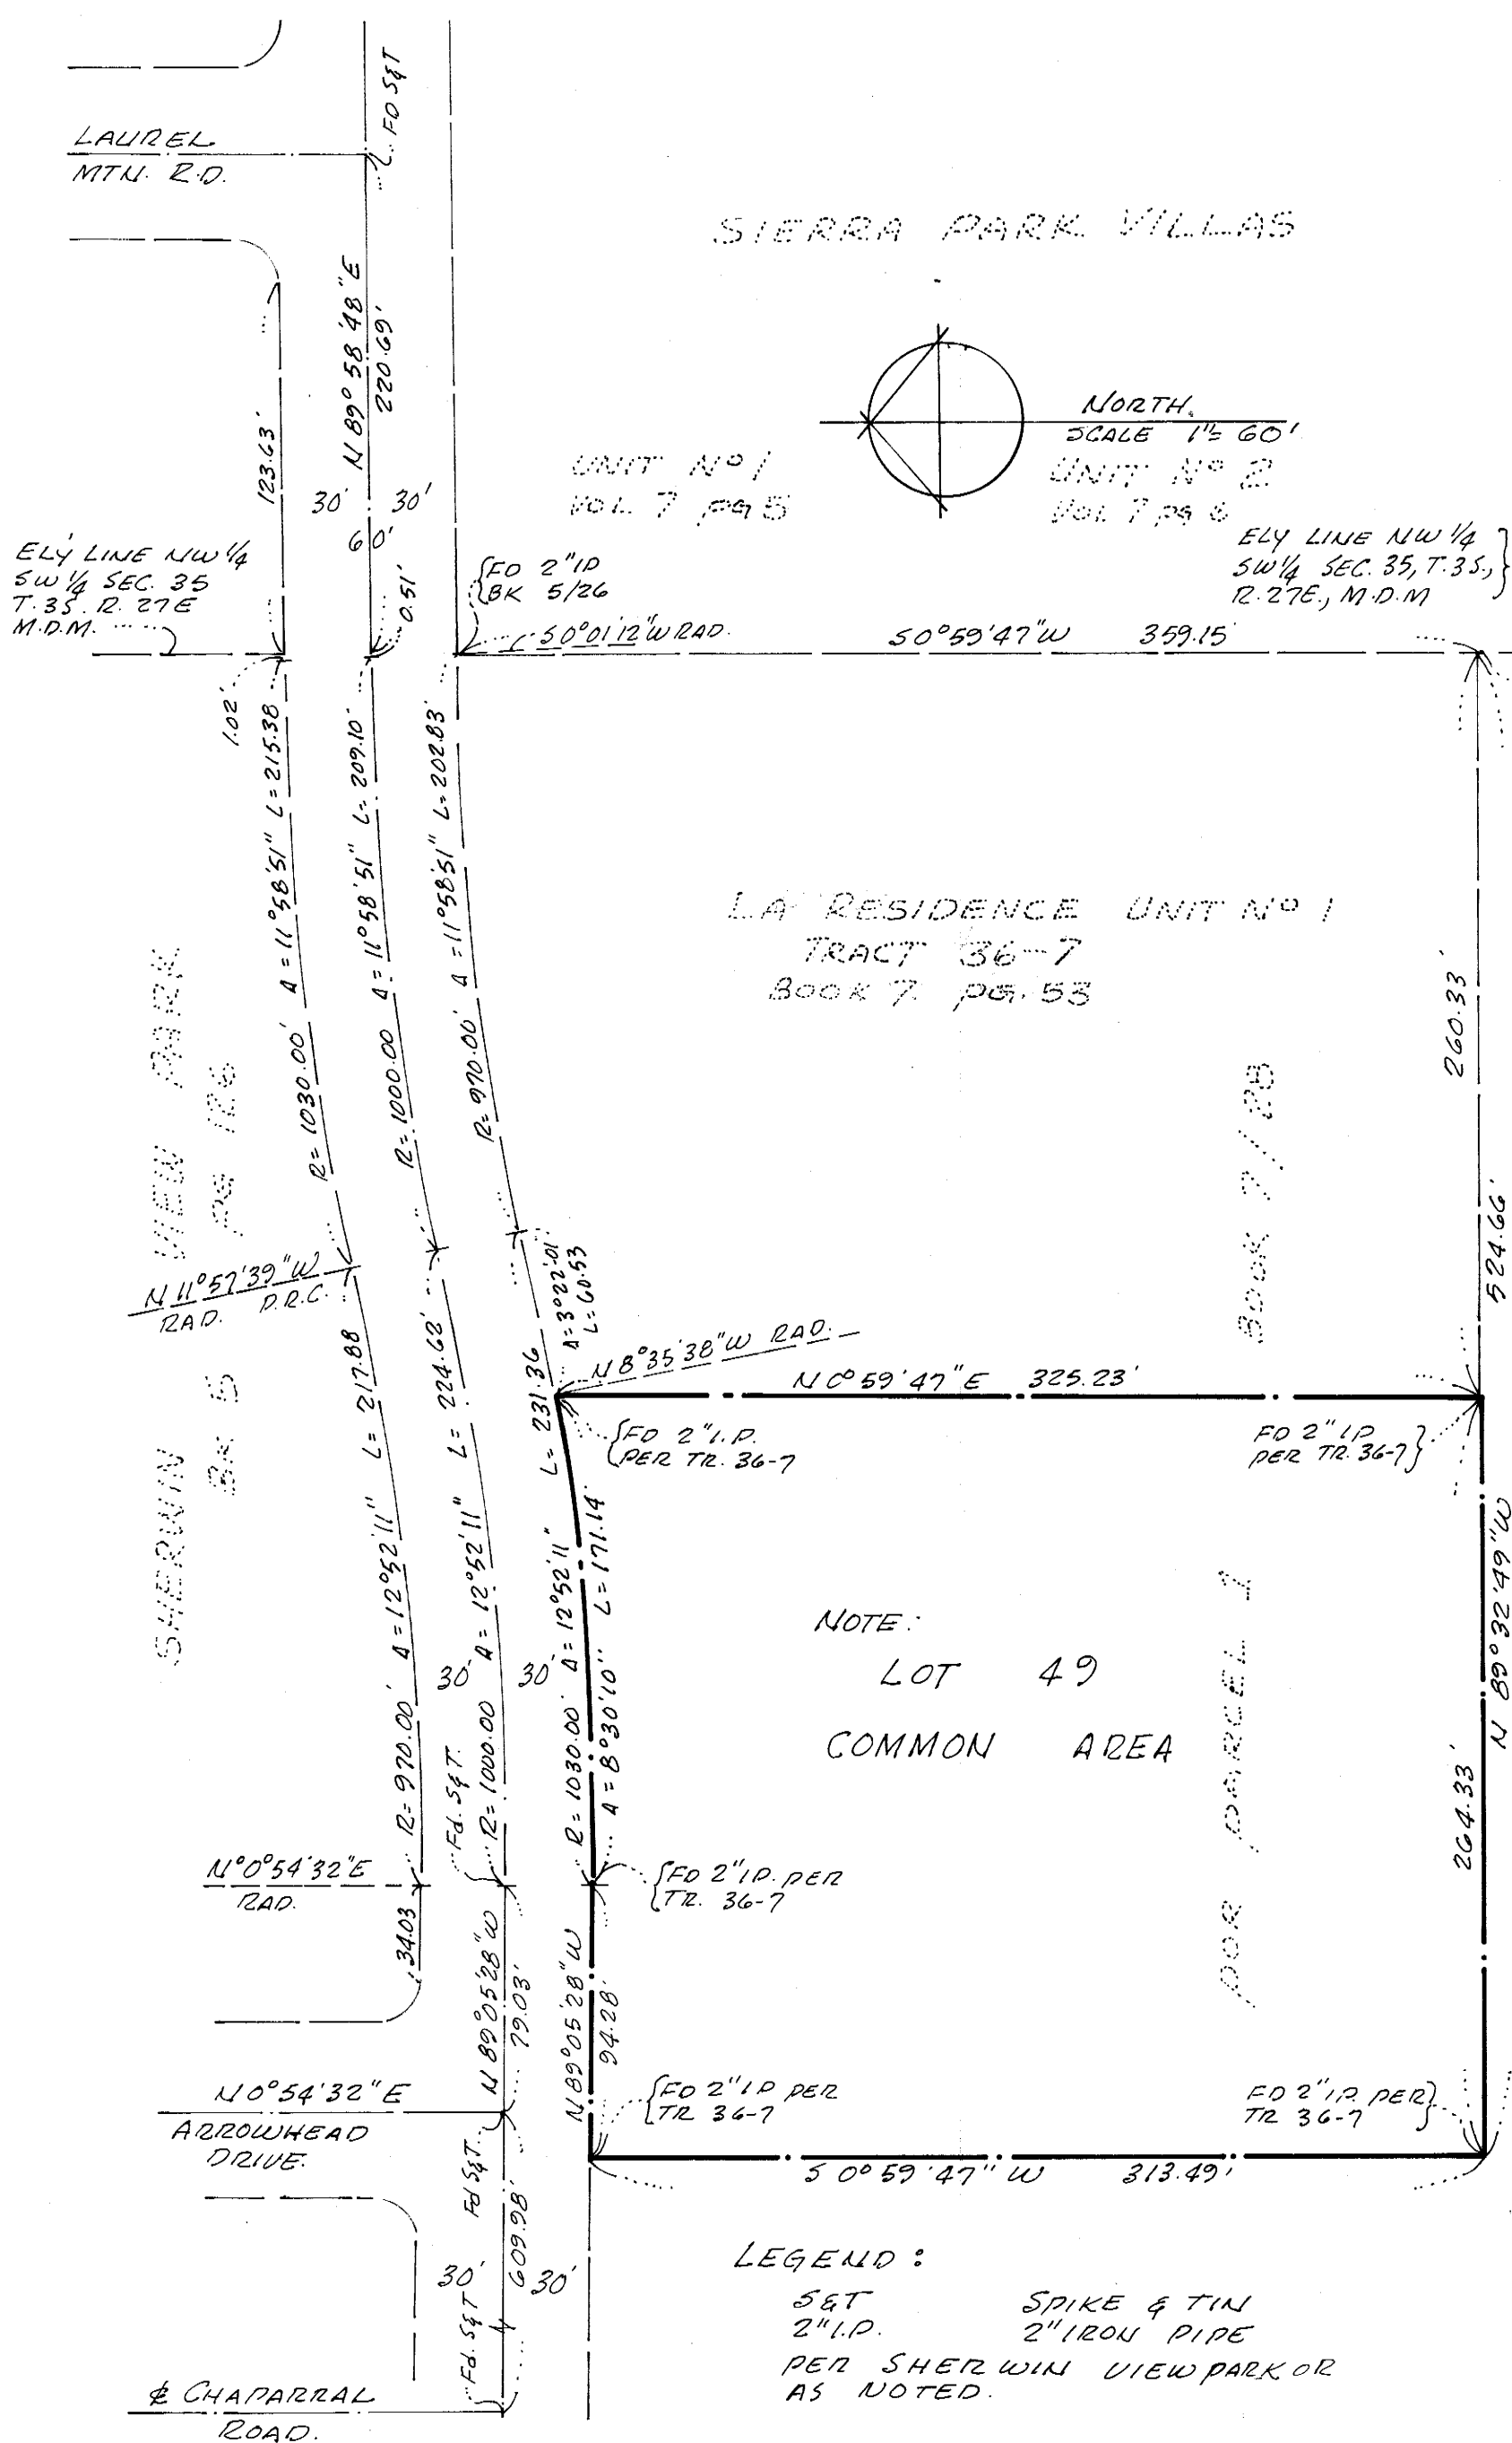 LAUREL
MTN. R.D.
FD S&T
SIERRA PARK VILLAS
N 89° 58' 48" E
220.69'
123.63'
30' 30'
60'
0.51'
NORTH.
SCALE 1"= 60'
UNIT Nº 1
VOL. 7 pg 5
UNIT Nº 2
VOL 7 pg 6
ELY LINE NW 1/4
SW 1/4 SEC. 35
T.3S. R. 27E
M.D.M.
FD 2" IP
BK 5/26
ELY LINE NW 1/4
SW 1/4 SEC. 35, T.3S.,
R.27E., M.D.M
S 0°01'12" W RAD.
S 0°59'47" W 359.15'
1.02'
R= 1030.00' Δ = 11°58'51" L= 215.38
R= 1000.00 Δ= 11°58'51" L= 209.10'
R= 970.00' Δ = 11°58'51" L= 202.83'
LA RESIDENCE UNIT Nº 1
TRACT 36-7
BOOK 7. PG. 53
260.33'
524.66'
BOOK 7/28
SHERWIN VIEW PARK
BK 5 PG 126
N 11°57'39" W
RAD. P.R.C.
Δ=3°22'01"
L=60.53
N 8°35'38" W RAD.
N 0°59'47" E 325.23'
FD 2" I.P.
PER TR. 36-7
FD 2" IP
PER TR. 36-7
R= 970.00' Δ = 12°52'11" L= 217.88
R= 1000.00 Δ= 12°52'11" L= 224.62'
R= 1030.00' Δ = 12°52'11" L= 231.36
Δ= 8°30'10" L= 171.14'
30' 30'
NOTE:
LOT 49
COMMON AREA
POR PARCEL 1
N 89°32'49" W
264.33'
Fd. S&T.
N°0°54'32" E
RAD.
FD 2" IP. PER
TR. 36-7
34.03
N 89°05'28" W
79.03'
N 89°05'28" W
94.28'
N 0°54'32" E
ARROWHEAD
DRIVE.
FD 2" IP PER
TR 36-7
FD 2" IP. PER
TR 36-7
Fd S&T.
S 0°59'47" W 313.49'
609.98'
30' 30'
Fd. S&T
LEGEND:
S&T SPIKE & TIN
2" I.P. 2" IRON PIPE
PER SHERWIN VIEW PARK OR
AS NOTED.
℄ CHAPARRAL
ROAD.